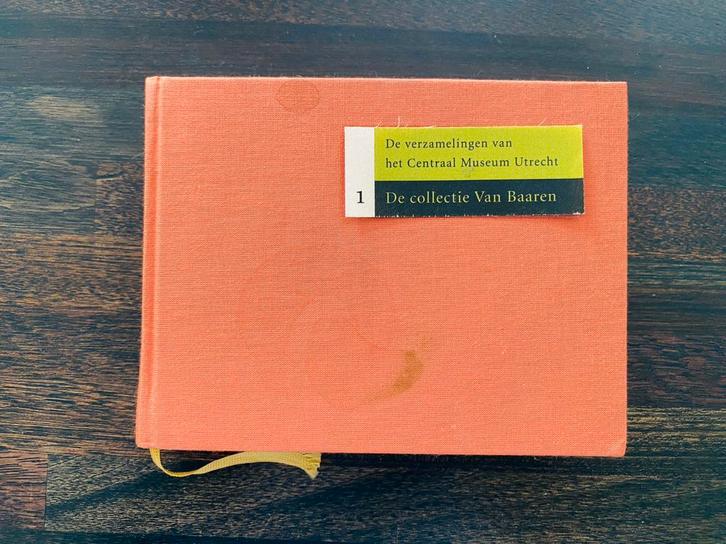 De verzamelingen van
het Centraal Museum Utrecht
1 De collectie Van Baaren